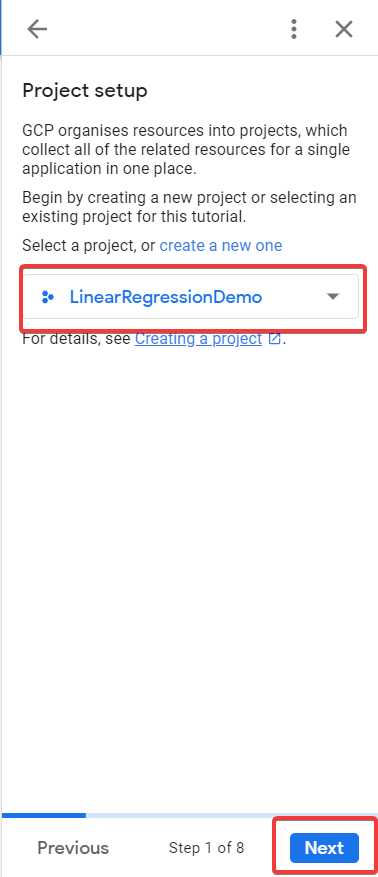 Project setup
GCP organises resources into projects, which
collect all of the related resources for a single
application in one place.
Begin by creating a new project or selecting an
existing project for this tutorial.
Select a project, or create a new one
LinearRegressionDemo
For details, see Creating a project.
Previous
Step 1 of 8
Next